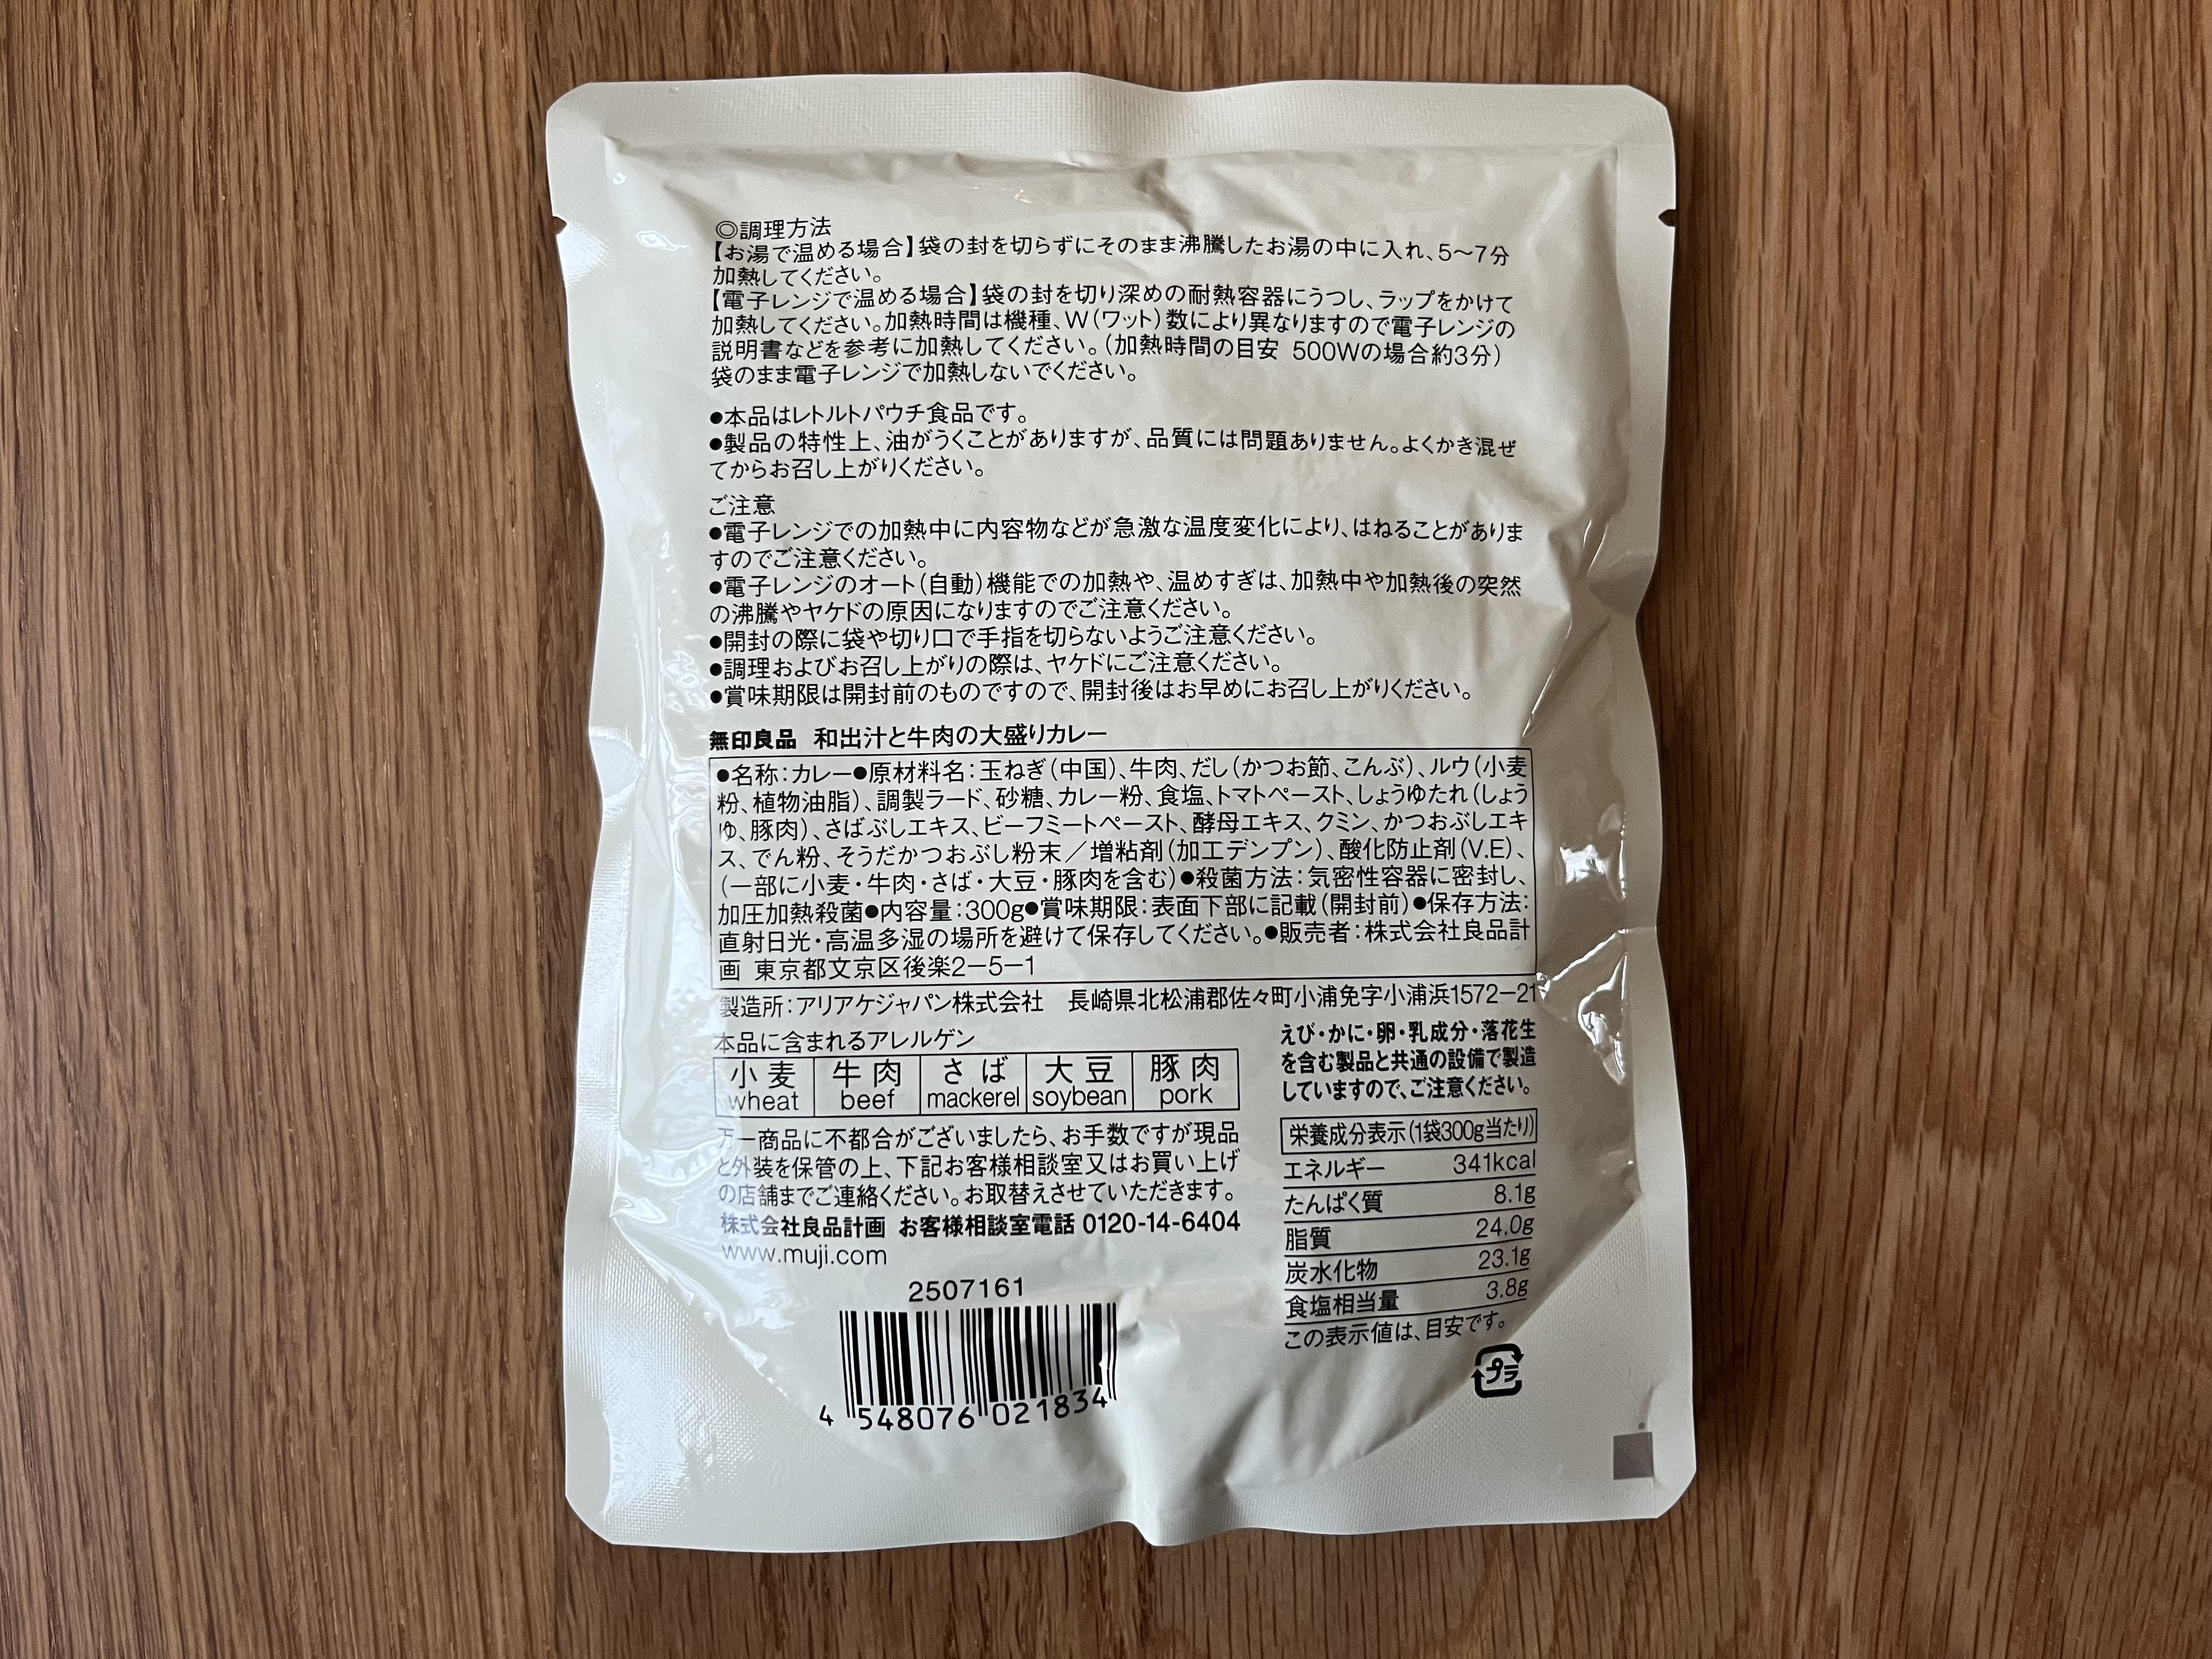 ◎調理方法
【お湯で温める場合】袋の封を切らずにそのまま沸騰したお湯の中に入れ、5〜7分
加熱してください。
【電子レンジで温める場合】袋の封を切り深めの耐熱容器にうつし、ラップをかけて
加熱してください。加熱時間は機種、W(ワット)数により異なりますので電子レンジの
説明書などを参考に加熱してください。(加熱時間の目安 500Wの場合約3分)
袋のまま電子レンジで加熱しないでください。
●本品はレトルトパウチ食品です。
●製品の特性上、油がうくことがありますが、品質には問題ありません。よくかき混ぜ
てからお召し上がりください。
ご注意
●電子レンジでの加熱中に内容物などが急激な温度変化により、はねることがありま
すのでご注意ください。
●電子レンジのオート(自動)機能での加熱や、温めすぎは、加熱中や加熱後の突然
の沸騰やヤケドの原因になりますのでご注意ください。
●開封の際に袋や切り口で手指を切らないようご注意ください。
●調理およびお召し上がりの際は、ヤケドにご注意ください。
●賞味期限は開封前のものですので、開封後はお早めにお召し上がりください。
無印良品 和出汁と牛肉の大盛りカレー
●名称:カレー●原材料名:玉ねぎ(中国)、牛肉、だし(かつお節、こんぶ)、ルウ(小麦
粉、植物油脂)、調製ラード、砂糖、カレー粉、食塩、トマトペースト、しょうゆたれ(しょう
ゆ、豚肉)、さばぶしエキス、ビーフミートペースト、酵母エキス、クミン、かつおぶしエキ
ス、でん粉、そうだかつおぶし粉末/増粘剤(加工デンプン)、酸化防止剤(V.E)、
(一部に小麦・牛肉・さば・大豆・豚肉を含む)●殺菌方法:気密性容器に密封し、
加圧加熱殺菌●内容量:300g●賞味期限:表面下部に記載(開封前)●保存方法:
直射日光・高温多湿の場所を避けて保存してください。●販売者:株式会社良品計
画 東京都文京区後楽2−5−1
製造所:アリアケジャパン株式会社 長崎県北松浦郡佐々町小浦免字小浦浜1572−21
本品に含まれるアレルゲン
小麦 牛肉 さば 大豆 豚肉
wheat beef mackerel soybean pork
えび・かに・卵・乳成分・落花生
を含む製品と共通の設備で製造
していますので、ご注意ください。
万一商品に不都合がございましたら、お手数ですが現品
と外装を保管の上、下記お客様相談室又はお買い上げ
の店舗までご連絡ください。お取替えさせていただきます。
株式会社良品計画 お客様相談室電話 0120-14-6404
www.muji.com
栄養成分表示(1袋300g当たり)
エネルギー 341kcal
たんぱく質 8.1g
脂質 24.0g
炭水化物 23.1g
食塩相当量 3.8g
この表示値は、目安です。
2507161
4 548076 021834
プラ